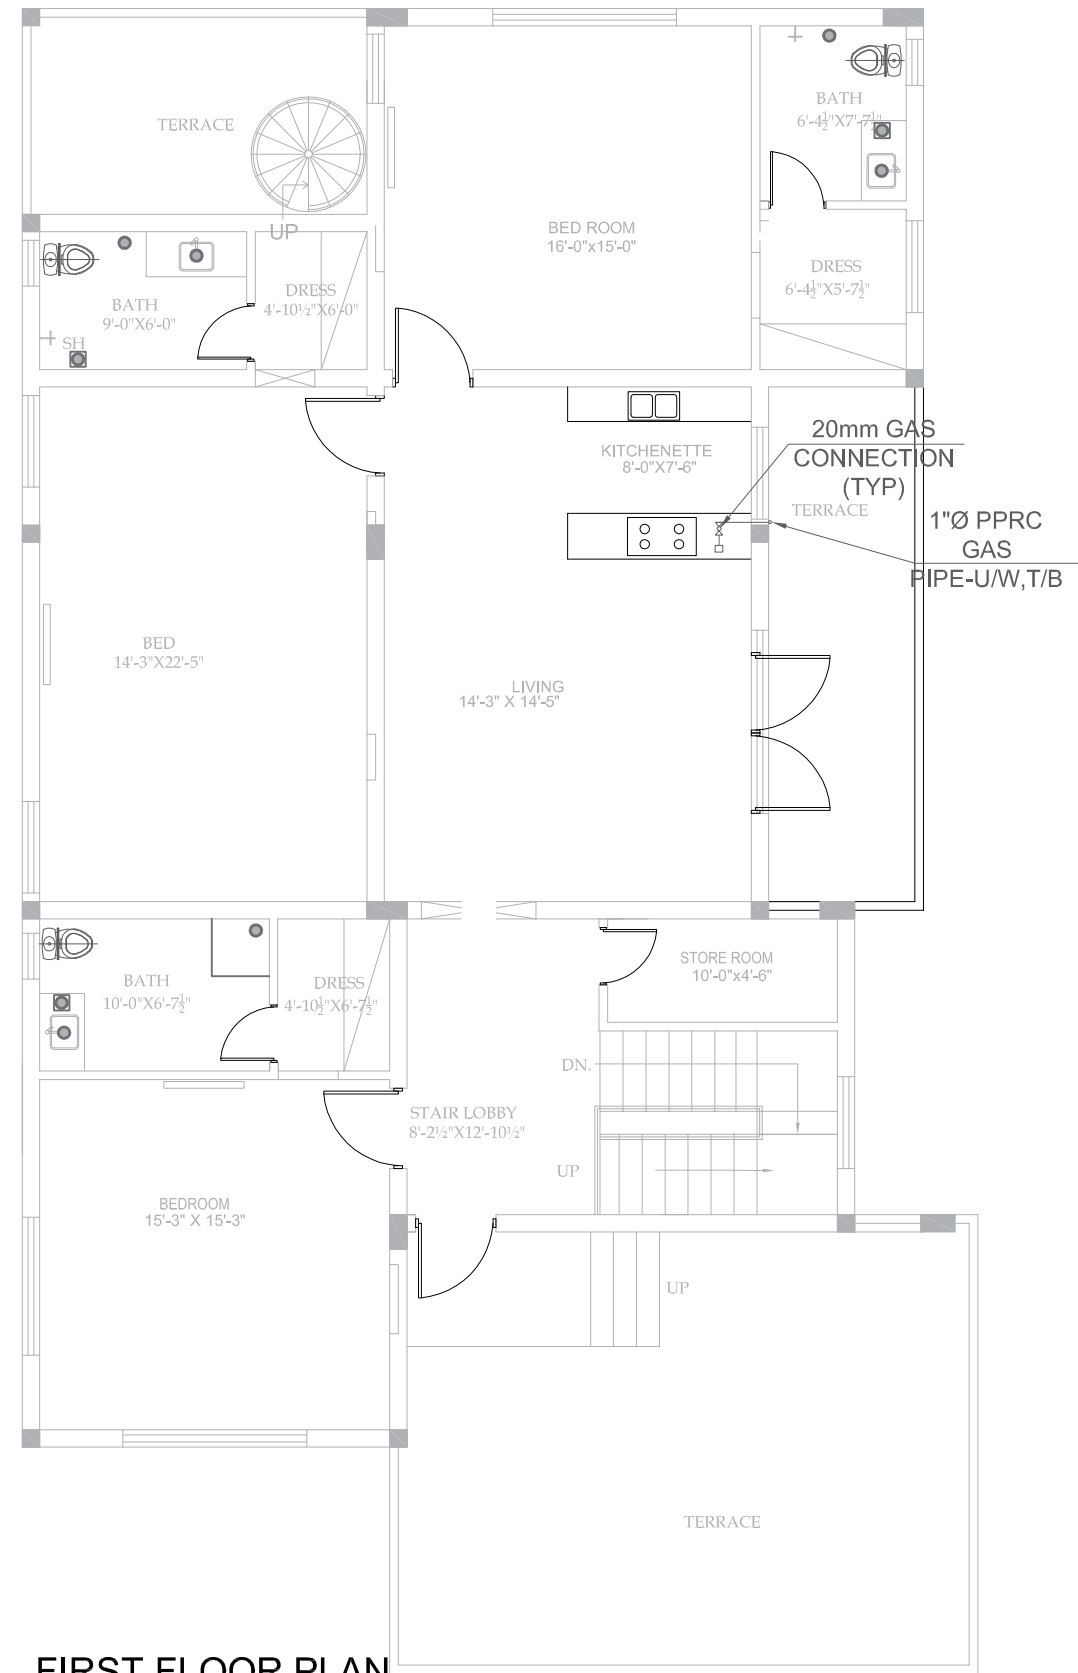 TERRACE
UP
BED ROOM
16'-0"x15'-0"
BATH
6'-4½"X7'-7½"
DRESS
6'-4½"X5'-7½"
BATH
9'-0"X6'-0"
SH
DRESS
4'-10½"X6'-0"
KITCHENETTE
8'-0"X7'-6"
20mm GAS
CONNECTION
(TYP)
TERRACE
1"Ø PPRC
GAS
PIPE-U/W,T/B
BED
14'-3"X22'-5"
LIVING
14'-3" X 14'-5"
BATH
10'-0"X6'-7½"
DRESS
4'-10½"X6'-7½"
STORE ROOM
10'-0"x4'-6"
DN.
STAIR LOBBY
8'-2½"X12'-10½"
UP
BEDROOM
15'-3" X 15'-3"
UP
TERRACE
FIRST FLOOR PLAN